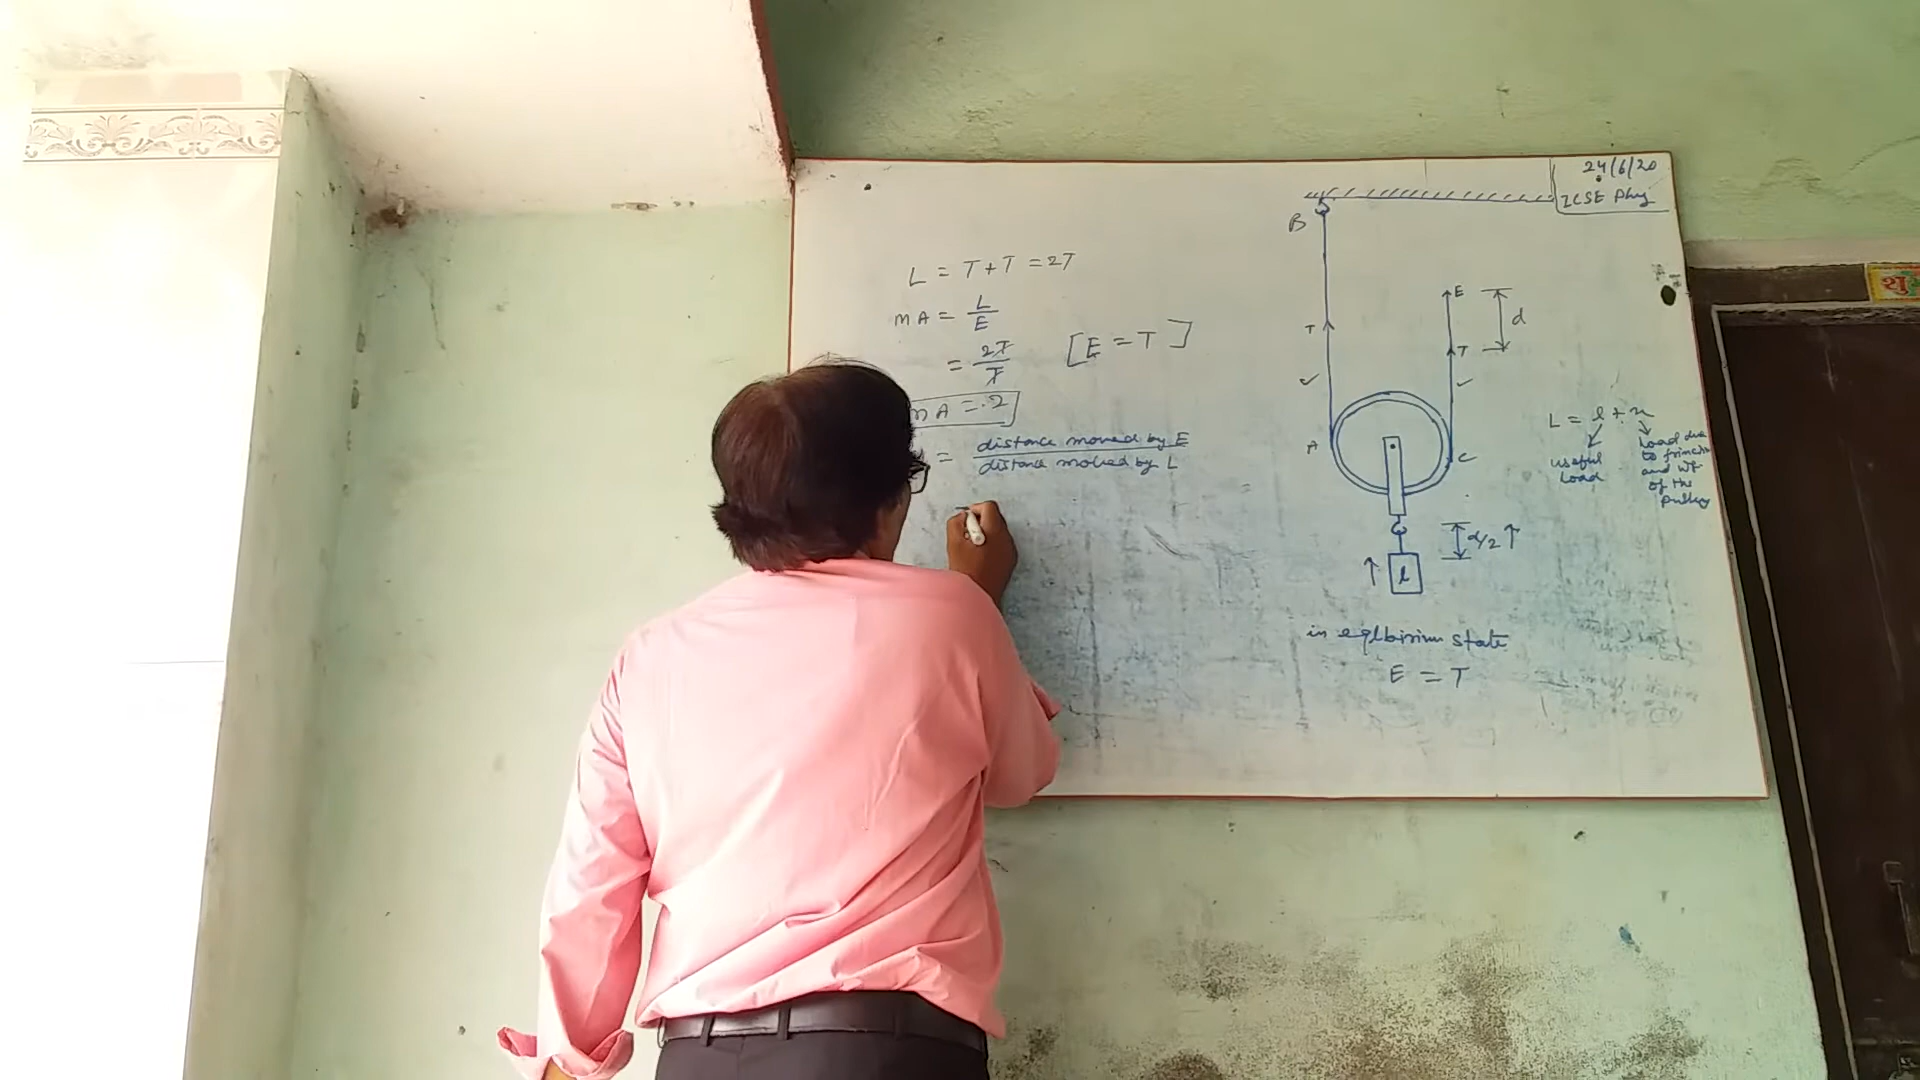 24/6/20
ICSE Phy
B
L = T + T = 2T
MA = L/E
= 2T/T [E = T]
MA = 2
= distance moved by E / distance moved by L
E
d
T
T
A
C
d/2 ↑
↑ l
L = l + x
useful load
Load due to friction and wt of the pulley
in eqlbirium state
E = T
शु